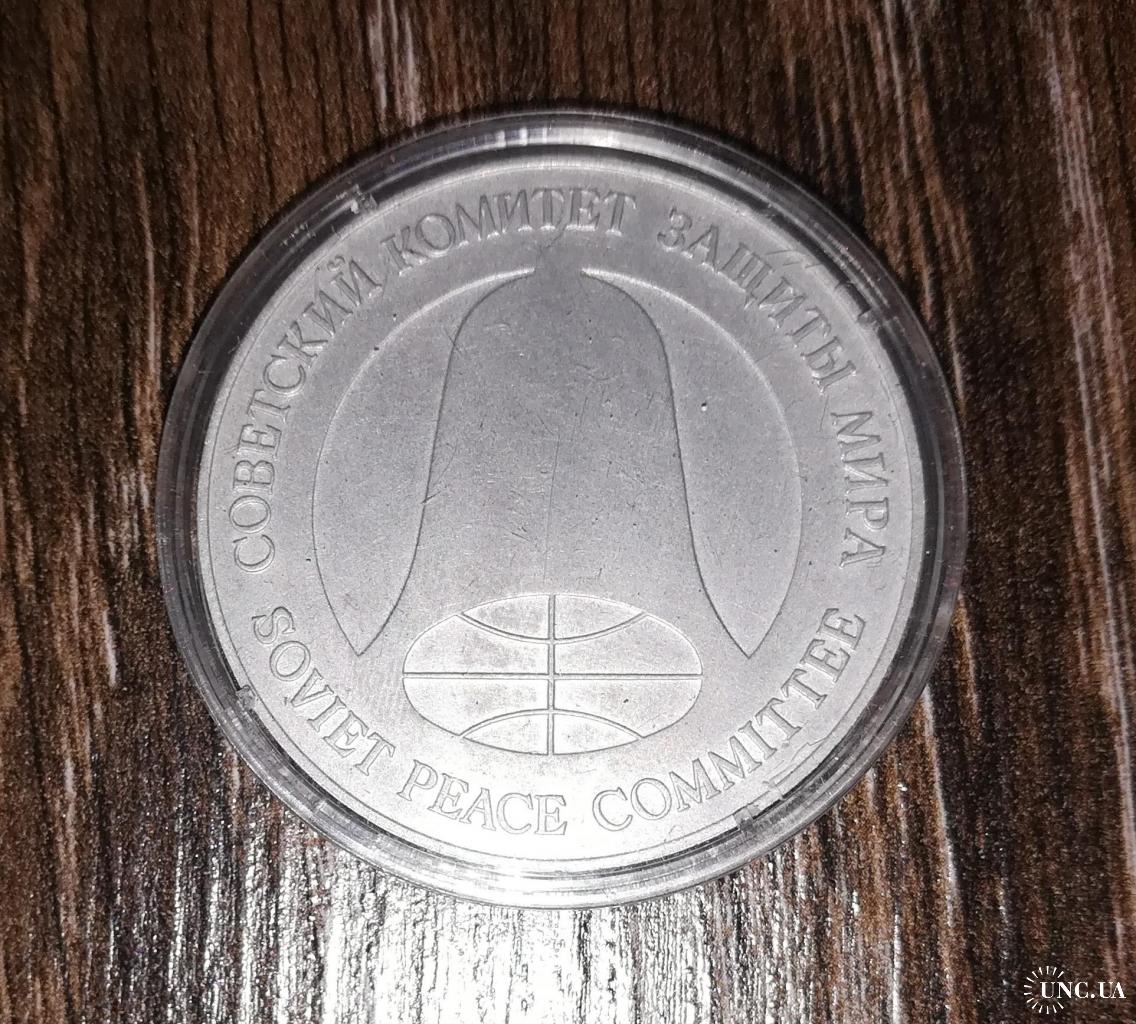 СОВЕТСКИЙ КОМИТЕТ ЗАЩИТЫ МИРА
SOVIET PEACE COMMITTEE
UNC.UA